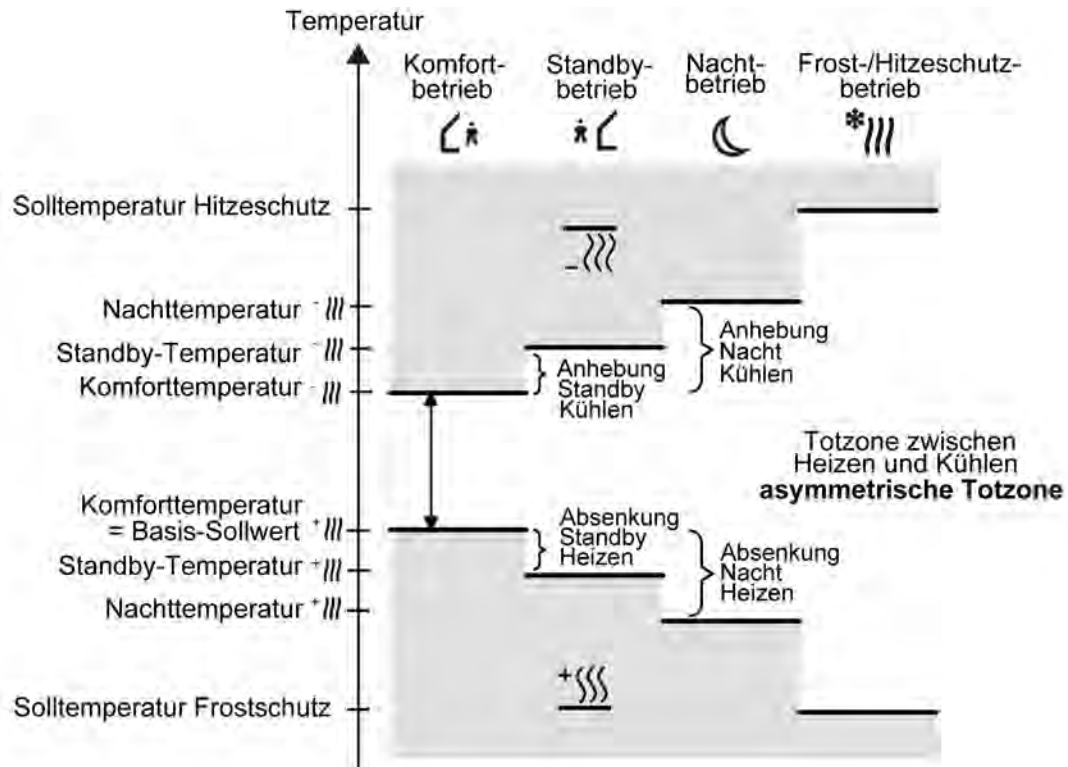 Temperatur
Komfort-
betrieb
Standby-
betrieb
Nacht-
betrieb
Frost-/Hitzeschutz-
betrieb
Solltemperatur Hitzeschutz
Nachttemperatur -
Standby-Temperatur -
Komforttemperatur -
Anhebung
Standby
Kühlen
Anhebung
Nacht
Kühlen
Totzone zwischen
Heizen und Kühlen
asymmetrische Totzone
Komforttemperatur
= Basis-Sollwert +
Standby-Temperatur +
Nachttemperatur +
Absenkung
Standby
Heizen
Absenkung
Nacht
Heizen
Solltemperatur Frostschutz